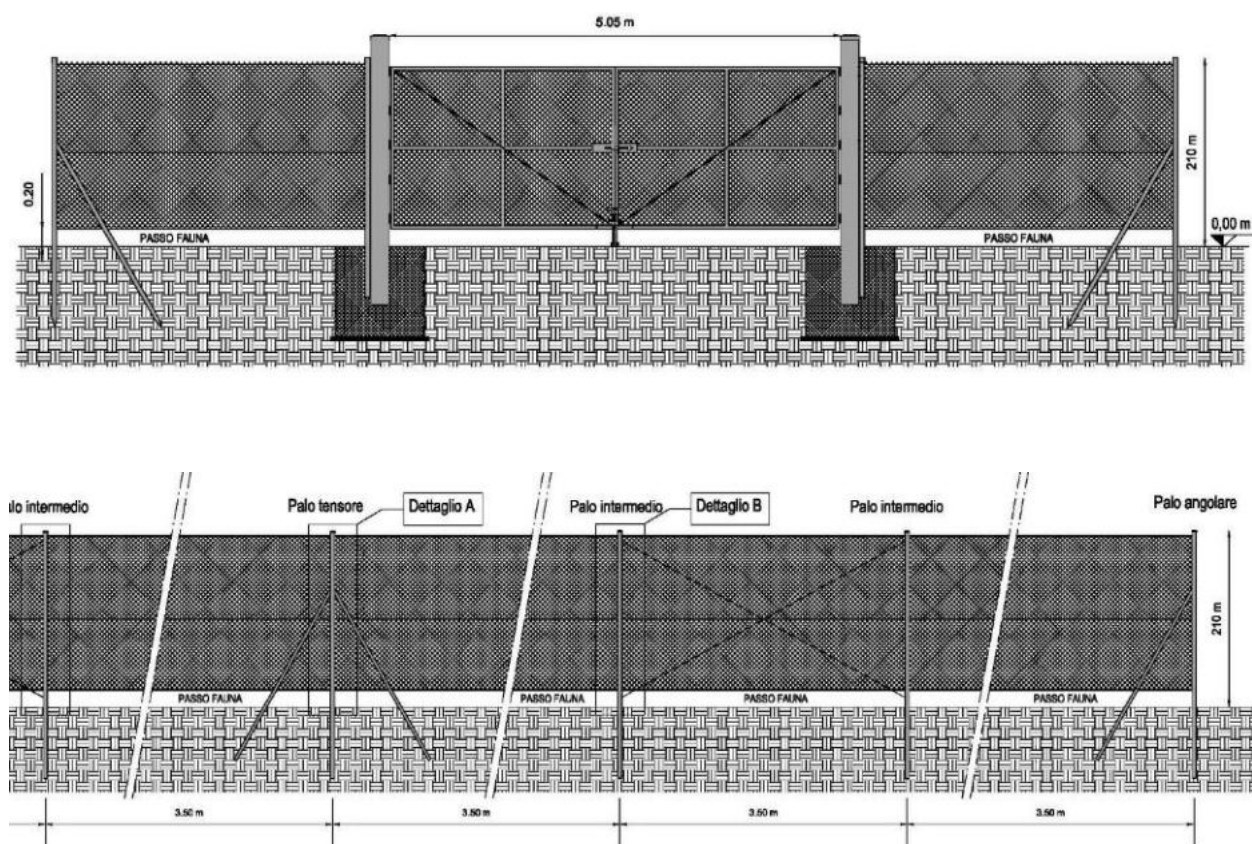 5.05 m
0.20
210 m
0,00 m
PASSO FAUNA
PASSO FAUNA
alo intermedio
Palo tensore
Dettaglio A
Palo intermedio
Dettaglio B
Palo intermedio
Palo angolare
210 m
PASSO FAUNA
PASSO FAUNA
PASSO FAUNA
PASSO FAUNA
3.50 m
3.50 m
3.50 m
3.50 m